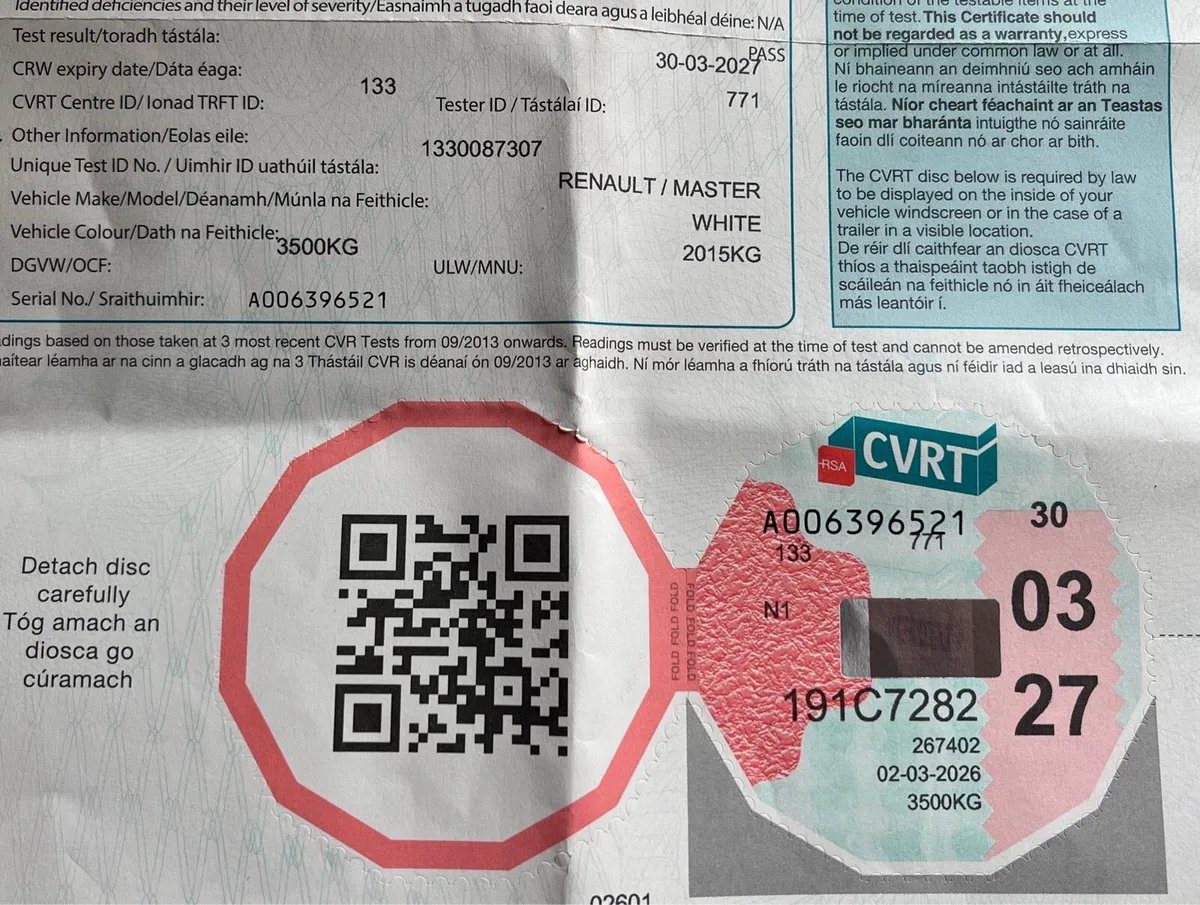 Identified deficiencies and their level of severity/Easnaimh a tugadh faoi deara agus a leibhéal déine: N/A
Test result/toradh tástála:
PASS
CRW expiry date/Dáta éaga:
30-03-2027
CVRT Centre ID/ Ionad TRFT ID:
133
Tester ID / Tástálaí ID:
771
Other Information/Eolas eile:
Unique Test ID No. / Uimhir ID uathúil tástála:
1330087307
Vehicle Make/Model/Déanamh/Múnla na Feithicle:
RENAULT / MASTER
Vehicle Colour/Dath na Feithicle:
WHITE
DGVW/OCF:
3500KG
ULW/MNU:
2015KG
Serial No./ Sraithuimhir:
A006396521
time of test. This Certificate should
not be regarded as a warranty,express
or implied under common law or at all.
Ní bhaineann an deimhniú seo ach amháin
le riocht na míreanna intástáilte tráth na
tástála. Níor cheart féachaint ar an Teastas
seo mar bharánta intuigthe nó sainráite
faoin dlí coiteann nó ar chor ar bith.
The CVRT disc below is required by law
to be displayed on the inside of your
vehicle windscreen or in the case of a
trailer in a visible location.
De réir dlí caithfear an diosca CVRT
thíos a thaispeáint taobh istigh de
scáileán na feithicle nó in áit fheiceálach
más leantóir í.
based on those taken at 3 most recent CVR Tests from 09/2013 onwards. Readings must be verified at the time of test and cannot be amended retrospectively.
léamha ar na cinn a glacadh ag na 3 Thástáil CVR is déanaí ón 09/2013 ar aghaidh. Ní mór léamha a fhíorú tráth na tástála agus ní féidir iad a leasú ina dhiaidh sin.
Detach disc
carefully
Tóg amach an
diosca go
cúramach
FOLD FOLD FOLD
FOLD FOLD FOLD
RSA
CVRT
A006396521
771
133
N1
30
03
27
191C7282
267402
02-03-2026
3500KG